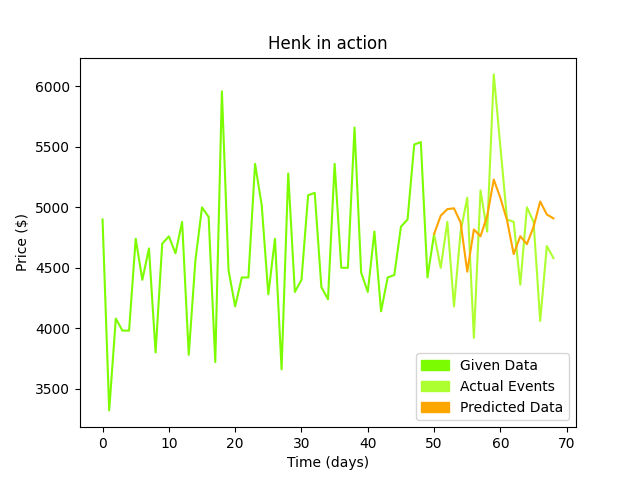 Henk in action
Price ($)
6000
5500
5000
4500
4000
3500
0 10 20 30 40 50 60 70
Time (days)
Given Data
Actual Events
Predicted Data